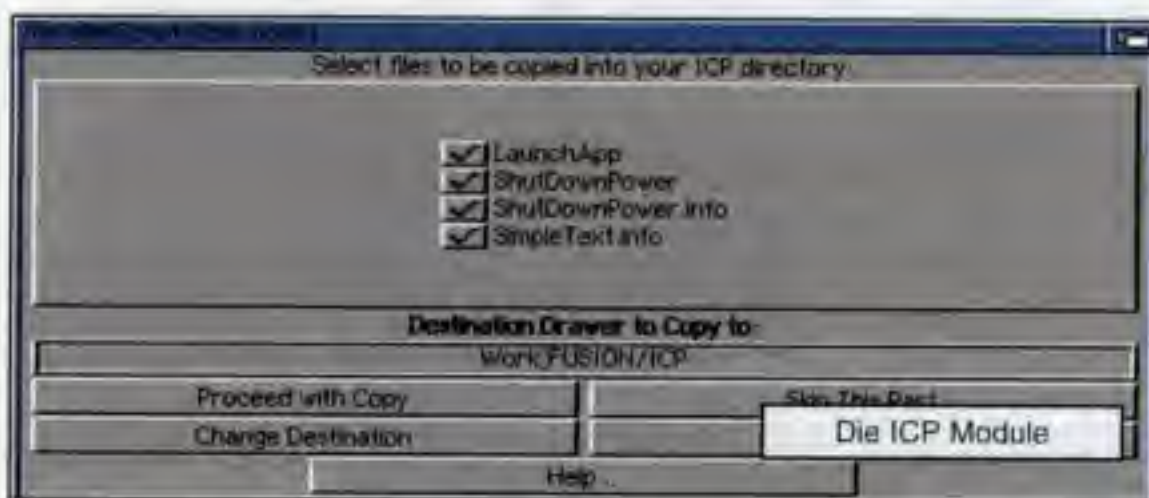 Select files to be copied into your ICP directory
LaunchApp
ShutDownPower
ShutDownPower.info
SimpleText.info
Destination Drawer to Copy to:
Work:FUSION/ICP
Proceed with Copy
Skip This Part
Change Destination
Die ICP Module
Help...